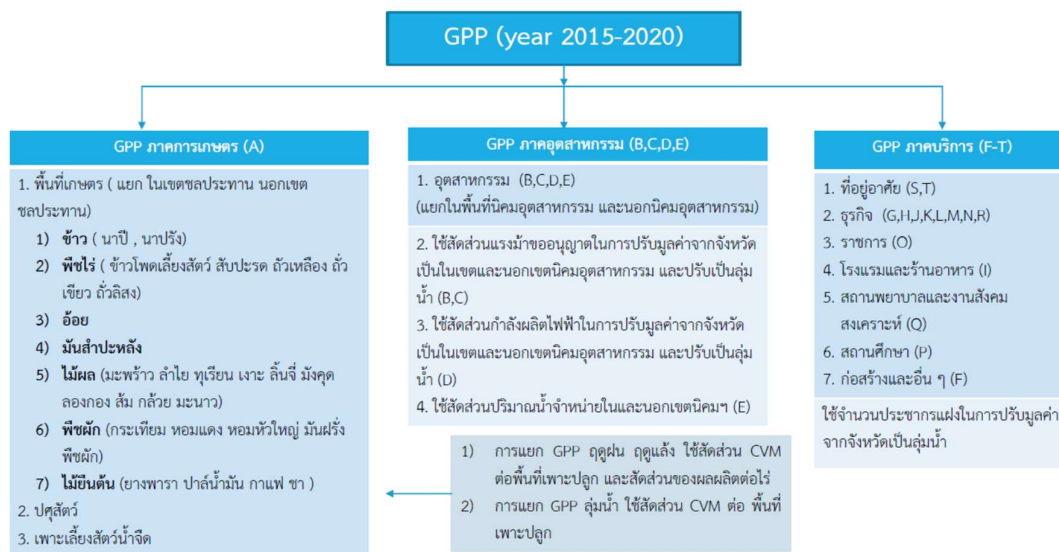 GPP (year 2015-2020)
GPP ภาคการเกษตร (A)
1. พื้นที่เกษตร ( แยก ในเขตชลประทาน นอกเขต
ชลประทาน)
1) ข้าว ( นาปี , นาปรัง)
2) พืชไร่ ( ข้าวโพดเลี้ยงสัตว์ สับปะรด ถั่วเหลือง ถั่ว
เขียว ถั่วลิสง)
3) อ้อย
4) มันสำปะหลัง
5) ไม้ผล (มะพร้าว ลำไย ทุเรียน เงาะ ลิ้นจี่ มังคุด
ลองกอง ส้ม กล้วย มะนาว)
6) พืชผัก (กระเทียม หอมแดง หอมหัวใหญ่ มันฝรั่ง
พืชผัก)
7) ไม้ยืนต้น (ยางพารา ปาล์น้ำมัน กาแฟ ชา )
2. ปศุสัตว์
3. เพาะเลี้ยงสัตว์น้ำจืด
GPP ภาคอุตสาหกรรม (B,C,D,E)
1. อุตสาหกรรม (B,C,D,E)
(แยกในพื้นที่นิคมอุตสาหกรรม และนอกนิคมอุตสาหกรรม)
2. ใช้สัดส่วนแรงม้าขออนุญาตในการปรับมูลค่าจากจังหวัด
เป็นในเขตและนอกเขตนิคมอุตสาหกรรม และปรับเป็นลุ่ม
น้ำ (B,C)
3. ใช้สัดส่วนกำลังผลิตไฟฟ้าในการปรับมูลค่าจากจังหวัด
เป็นในเขตและนอกเขตนิคมอุตสาหกรรม และปรับเป็นลุ่ม
น้ำ (D)
4. ใช้สัดส่วนปริมาณน้ำจำหน่ายในและนอกเขตนิคมฯ (E)
1) การแยก GPP ฤดูฝน ฤดูแล้ง ใช้สัดส่วน CVM
ต่อพื้นที่เพาะปลูก และสัดส่วนของผลผลิตต่อไร่
2) การแยก GPP ลุ่มน้ำ ใช้สัดส่วน CVM ต่อ พื้นที่
เพาะปลูก
GPP ภาคบริการ (F-T)
1. ที่อยู่อาศัย (S,T)
2. ธุรกิจ (G,H,J,K,L,M,N,R)
3. ราชการ (O)
4. โรงแรมและร้านอาหาร (I)
5. สถานพยาบาลและงานสังคม
สงเคราะห์ (Q)
6. สถานศึกษา (P)
7. ก่อสร้างและอื่น ๆ (F)
ใช้จำนวนประชากรแฝงในการปรับมูลค่า
จากจังหวัดเป็นลุ่มน้ำ